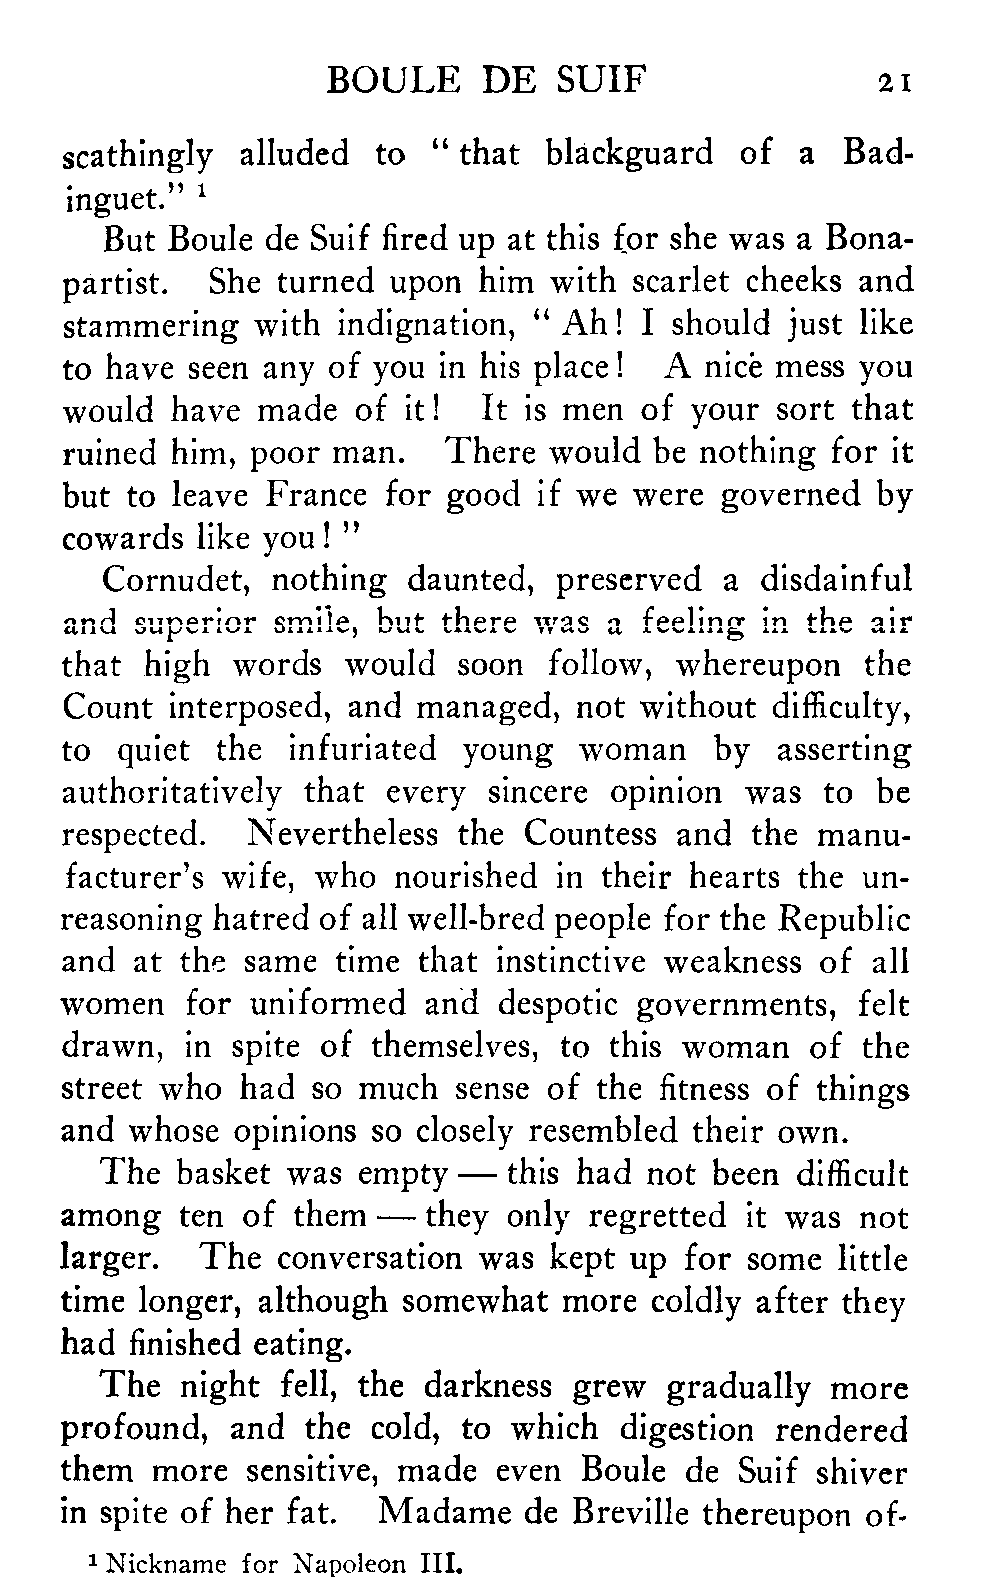 BOULE DE SUIF 21
scathingly alluded to “ that blackguard of a Bad-
inguet.” ¹
But Boule de Suif fired up at this for she was a Bona-
partist. She turned upon him with scarlet cheeks and
stammering with indignation, “ Ah! I should just like
to have seen any of you in his place! A nice mess you
would have made of it! It is men of your sort that
ruined him, poor man. There would be nothing for it
but to leave France for good if we were governed by
cowards like you! ”
Cornudet, nothing daunted, preserved a disdainful
and superior smile, but there was a feeling in the air
that high words would soon follow, whereupon the
Count interposed, and managed, not without difficulty,
to quiet the infuriated young woman by asserting
authoritatively that every sincere opinion was to be
respected. Nevertheless the Countess and the manu-
facturer’s wife, who nourished in their hearts the un-
reasoning hatred of all well-bred people for the Republic
and at the same time that instinctive weakness of all
women for uniformed and despotic governments, felt
drawn, in spite of themselves, to this woman of the
street who had so much sense of the fitness of things
and whose opinions so closely resembled their own.
The basket was empty — this had not been difficult
among ten of them — they only regretted it was not
larger. The conversation was kept up for some little
time longer, although somewhat more coldly after they
had finished eating.
The night fell, the darkness grew gradually more
profound, and the cold, to which digestion rendered
them more sensitive, made even Boule de Suif shiver
in spite of her fat. Madame de Breville thereupon of-
¹ Nickname for Napoleon III.